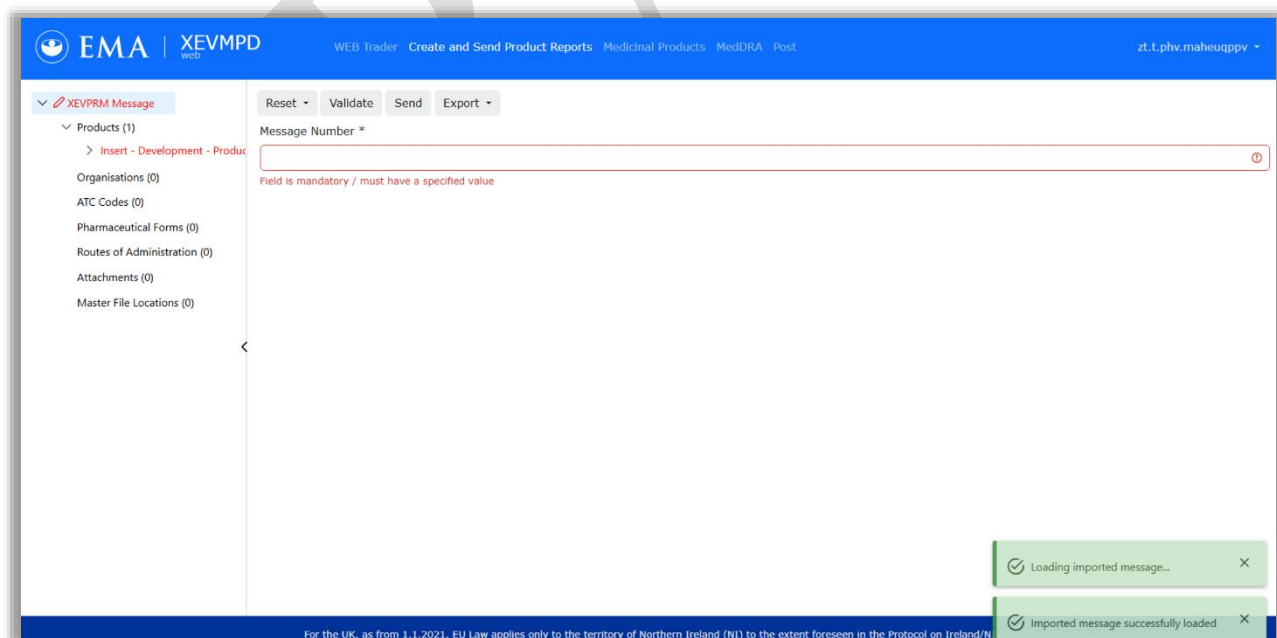 EMA | XEVMPD web
WEB Trader Create and Send Product Reports Medicinal Products MedDRA Post
zt.t.phv.maheuqppv
XEVPRM Message
Products (1)
Insert - Development - Produc
Organisations (0)
ATC Codes (0)
Pharmaceutical Forms (0)
Routes of Administration (0)
Attachments (0)
Master File Locations (0)
Reset Validate Send Export
Message Number *
Field is mandatory / must have a specified value
Loading imported message...
Imported message successfully loaded
For the UK, as from 1.1.2021, EU Law applies only to the territory of Northern Ireland (NI) to the extent foreseen in the Protocol on Ireland/N